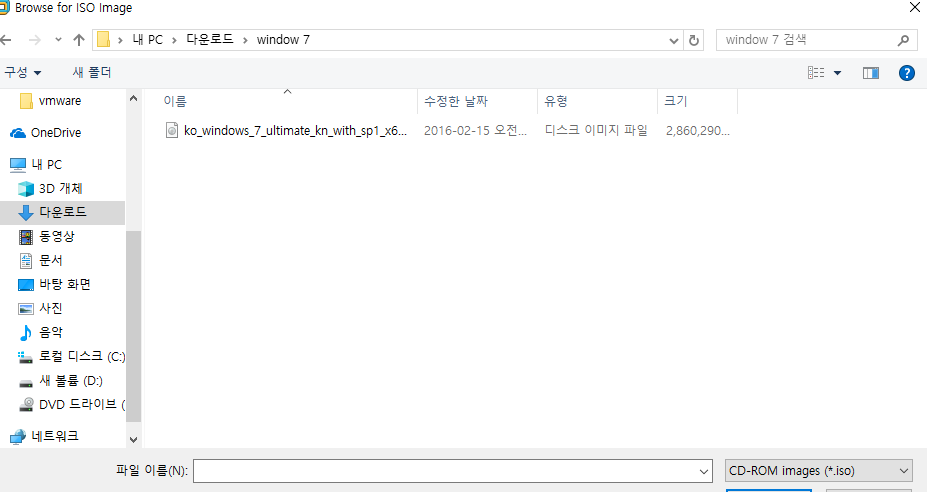 Browse for ISO Image
내 PC > 다운로드 > window 7
window 7 검색
구성
새 폴더
vmware
OneDrive
내 PC
3D 개체
다운로드
동영상
문서
바탕 화면
사진
음악
로컬 디스크 (C:)
새 볼륨 (D:)
DVD 드라이브 (
네트워크
이름 수정한 날짜 유형 크기
ko_windows_7_ultimate_kn_with_sp1_x6... 2016-02-15 오전... 디스크 이미지 파일 2,860,290...
파일 이름(N):
CD-ROM images (*.iso)